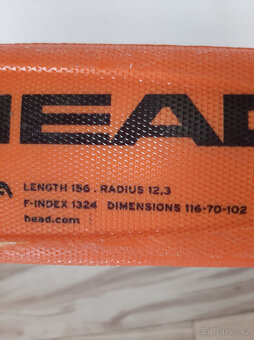 HEAD
LENGTH 156 . RADIUS 12,3
F-INDEX 1324 DIMENSIONS 116-70-102
head.com